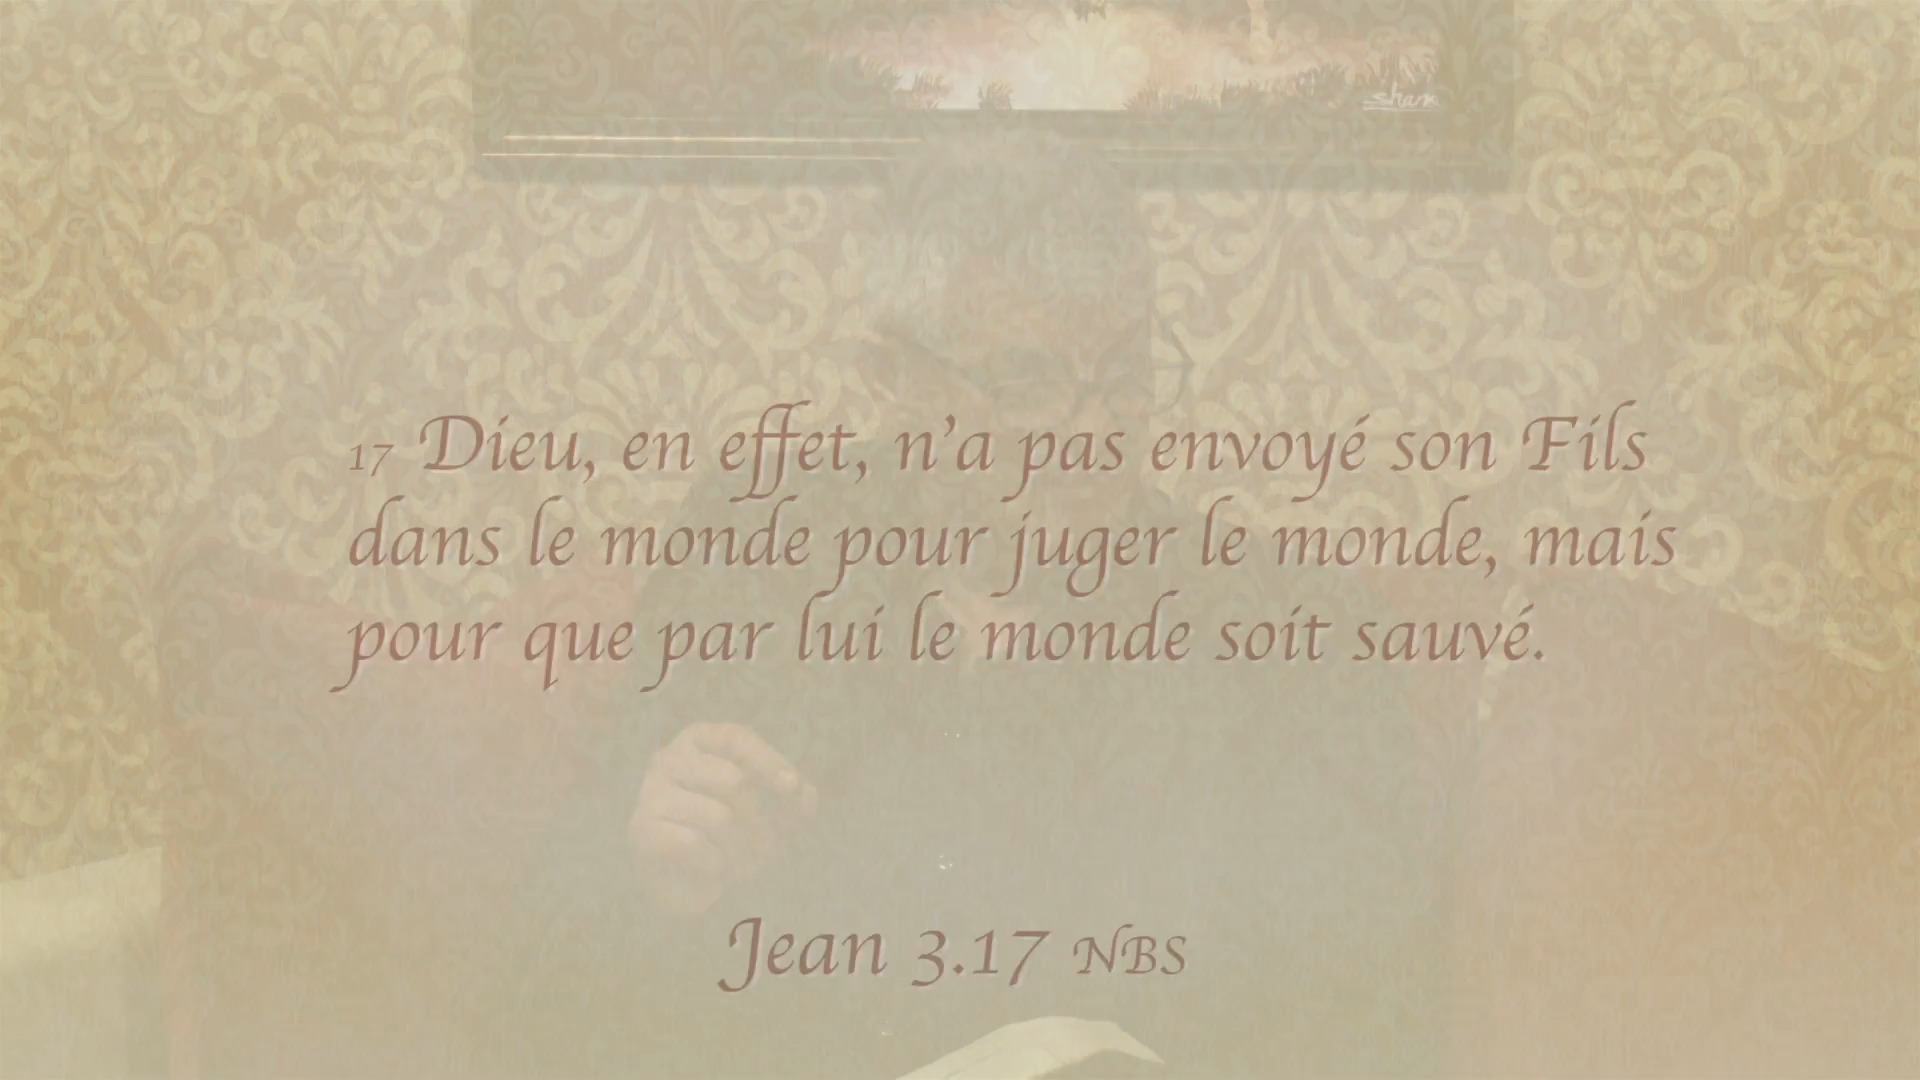 Sham
17 Dieu, en effet, n'a pas envoyé son Fils
dans le monde pour juger le monde, mais
pour que par lui le monde soit sauvé.
Jean 3.17 NBS